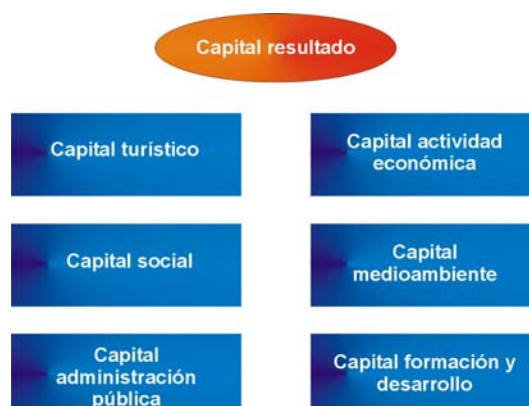 Capital resultado
Capital turístico
Capital actividad
económica
Capital social
Capital
medioambiente
Capital
administración
pública
Capital formación y
desarrollo